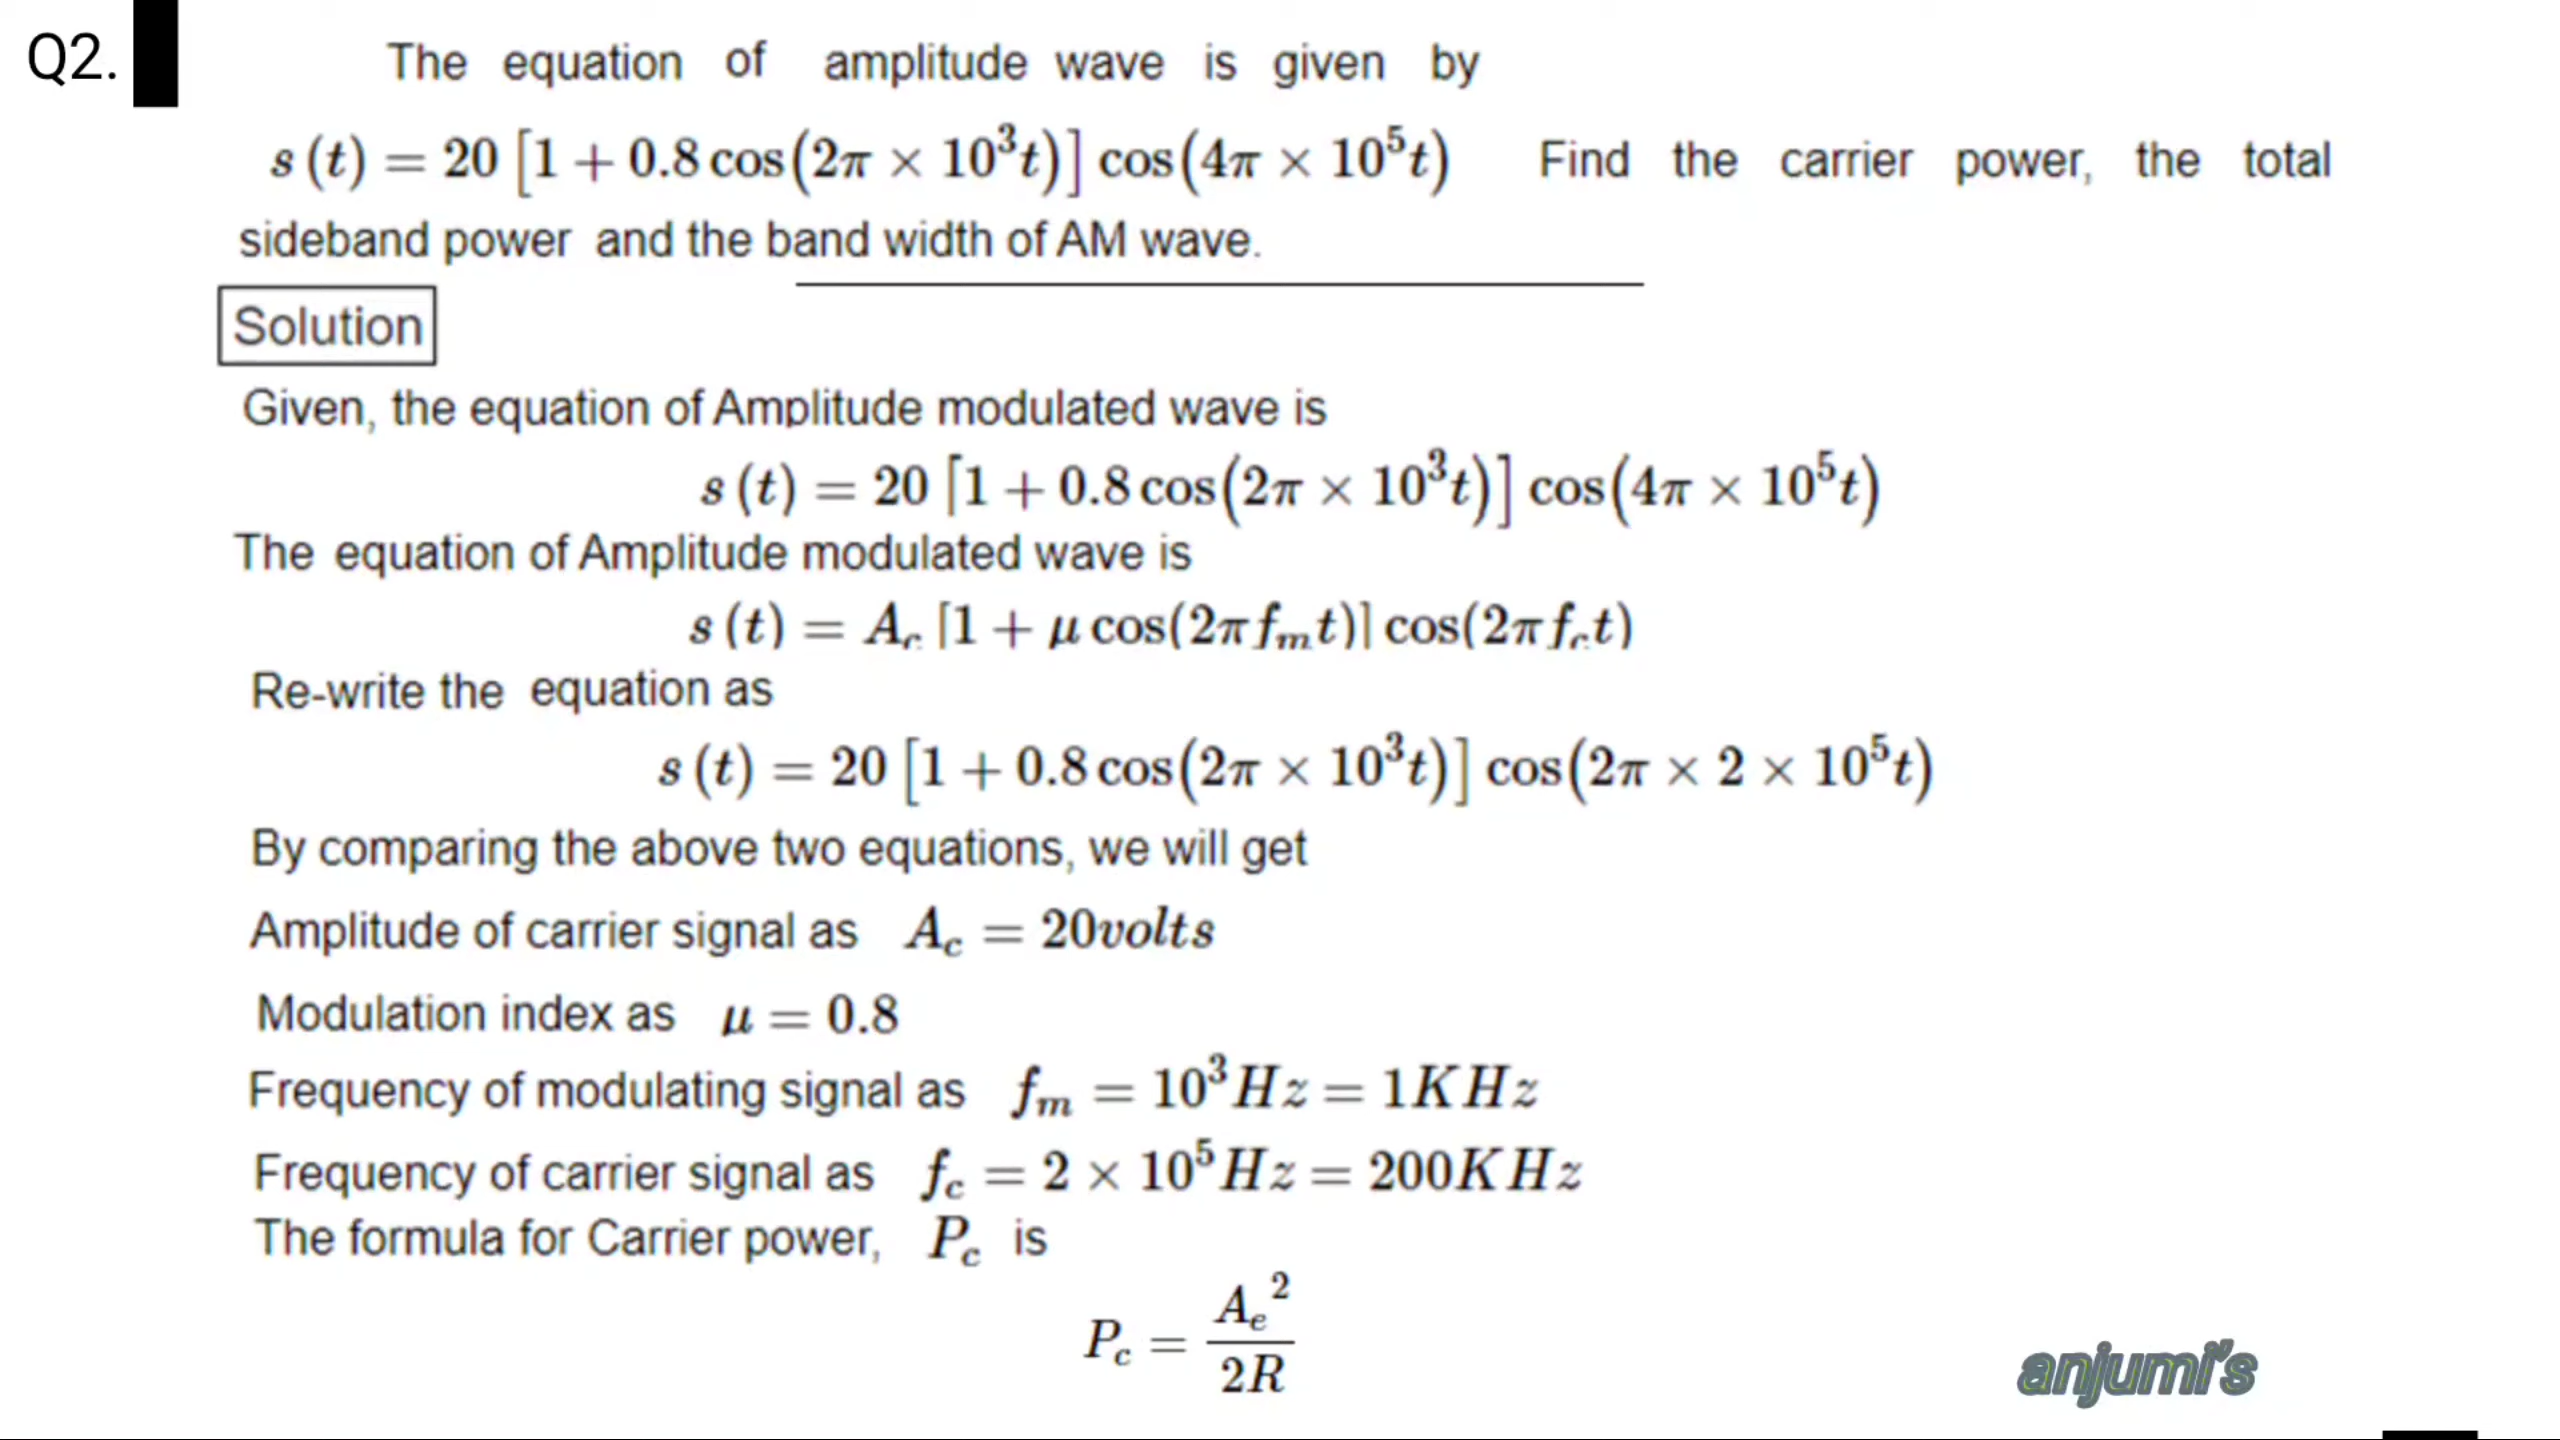 Q2.
The equation of amplitude wave is given by
s (t) = 20 [1 + 0.8 cos(2π × 10³t)] cos(4π × 10⁵t) Find the carrier power, the total
sideband power and the band width of AM wave.
Solution
Given, the equation of Amplitude modulated wave is
s (t) = 20 [1 + 0.8 cos(2π × 10³t)] cos(4π × 10⁵t)
The equation of Amplitude modulated wave is
s (t) = A_c [1 + μ cos(2πf_m t)] cos(2πf_c t)
Re-write the equation as
s (t) = 20 [1 + 0.8 cos(2π × 10³t)] cos(2π × 2 × 10⁵t)
By comparing the above two equations, we will get
Amplitude of carrier signal as A_c = 20volts
Modulation index as μ = 0.8
Frequency of modulating signal as f_m = 10³Hz = 1KHz
Frequency of carrier signal as f_c = 2 × 10⁵Hz = 200KHz
The formula for Carrier power, P_c is
P_c = A_e² / 2R
anjumi's